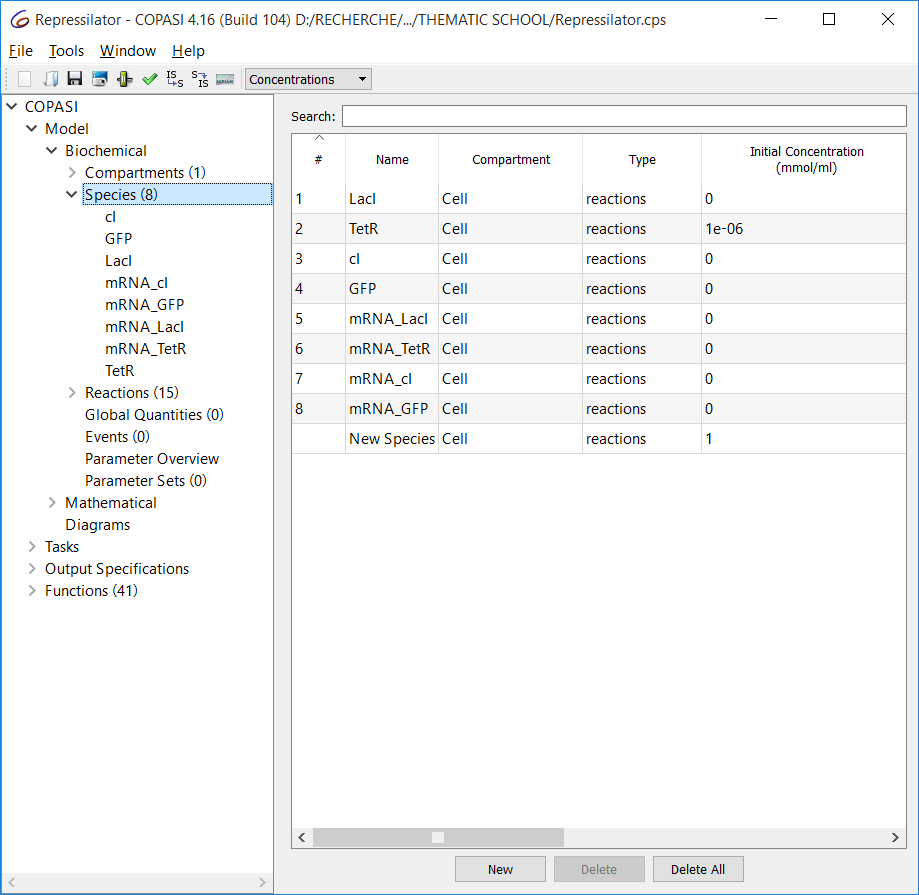 Repressilator - COPASI 4.16 (Build 104) D:/RECHERCHE/.../THEMATIC SCHOOL/Repressilator.cps
File Tools Window Help
Concentrations
COPASI
Model
Biochemical
Compartments (1)
Species (8)
cI
GFP
LacI
mRNA_cI
mRNA_GFP
mRNA_LacI
mRNA_TetR
TetR
Reactions (15)
Global Quantities (0)
Events (0)
Parameter Overview
Parameter Sets (0)
Mathematical
Diagrams
Tasks
Output Specifications
Functions (41)
Search:
# Name Compartment Type Initial Concentration
(mmol/ml)
1 LacI Cell reactions 0
2 TetR Cell reactions 1e-06
3 cI Cell reactions 0
4 GFP Cell reactions 0
5 mRNA_LacI Cell reactions 0
6 mRNA_TetR Cell reactions 0
7 mRNA_cI Cell reactions 0
8 mRNA_GFP Cell reactions 0
New Species Cell reactions 1
New Delete Delete All